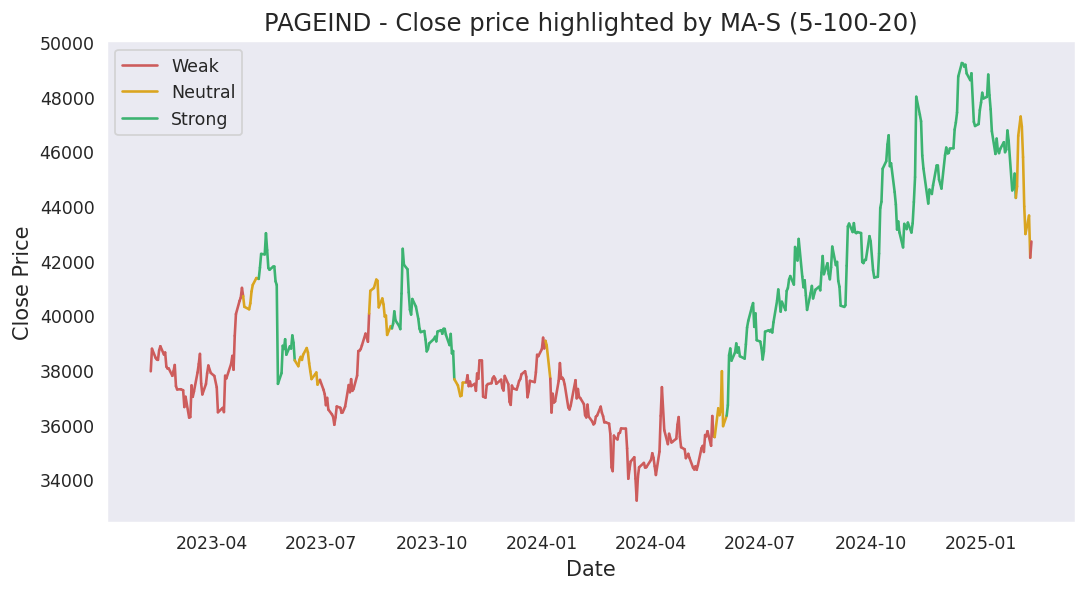 PAGEIND - Close price highlighted by MA-S (5-100-20)
Weak
Neutral
Strong
Close Price
50000
48000
46000
44000
42000
40000
38000
36000
34000
2023-04 2023-07 2023-10 2024-01 2024-04 2024-07 2024-10 2025-01
Date